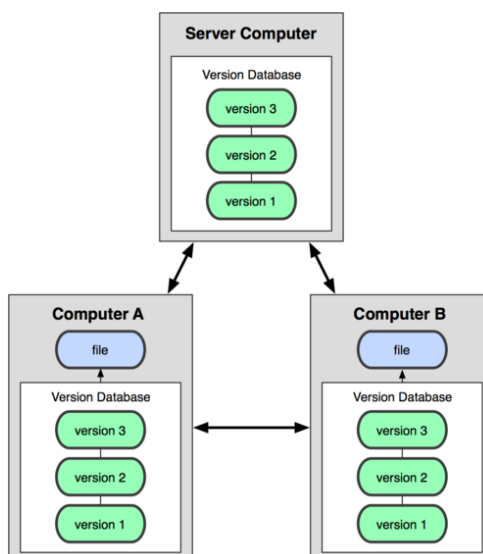 Server Computer
Version Database
version 3
version 2
version 1
Computer A
file
Version Database
version 3
version 2
version 1
Computer B
file
Version Database
version 3
version 2
version 1